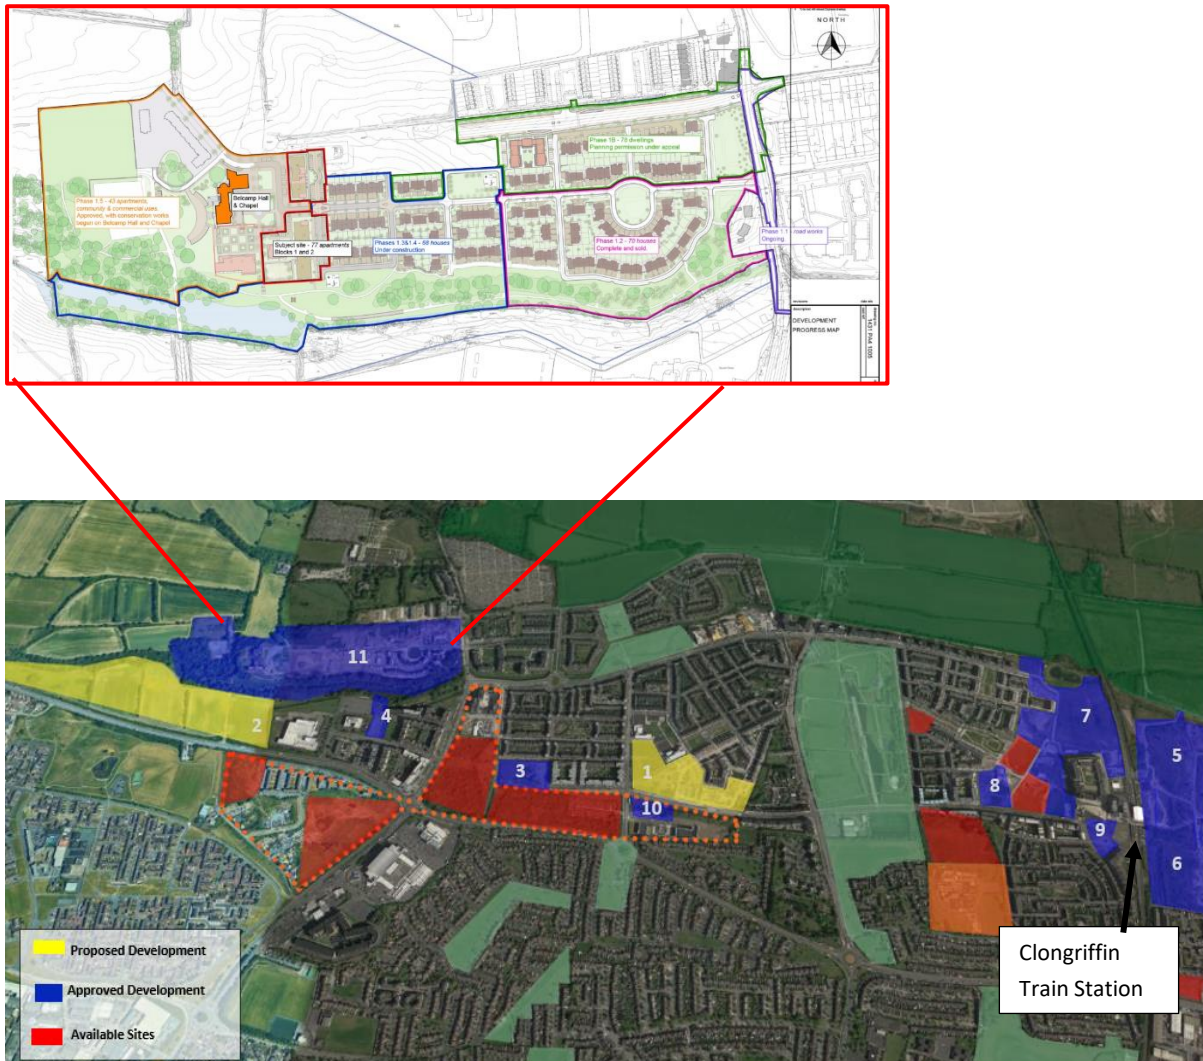 NORTH
Phase 1B - 70 dwellings
Planning permission under appeal
Phase 1.5 - 43 apartments,
community & commercial uses.
Approved, with conservation works
begun on Belcamp Hall and Chapel
Belcamp Hall
& Chapel
Subject site - 77 apartments
Blocks 1 and 2
Phases 1.3&1.4 - 68 houses
Under construction
Phase 1.2 - 70 houses
Complete and sold.
Phase 1.1 - road works
Ongoing
DEVELOPMENT
PROGRESS MAP
11
2
4
3
1
10
7
5
8
9
6
Proposed Development
Approved Development
Available Sites
Clongriffin
Train Station